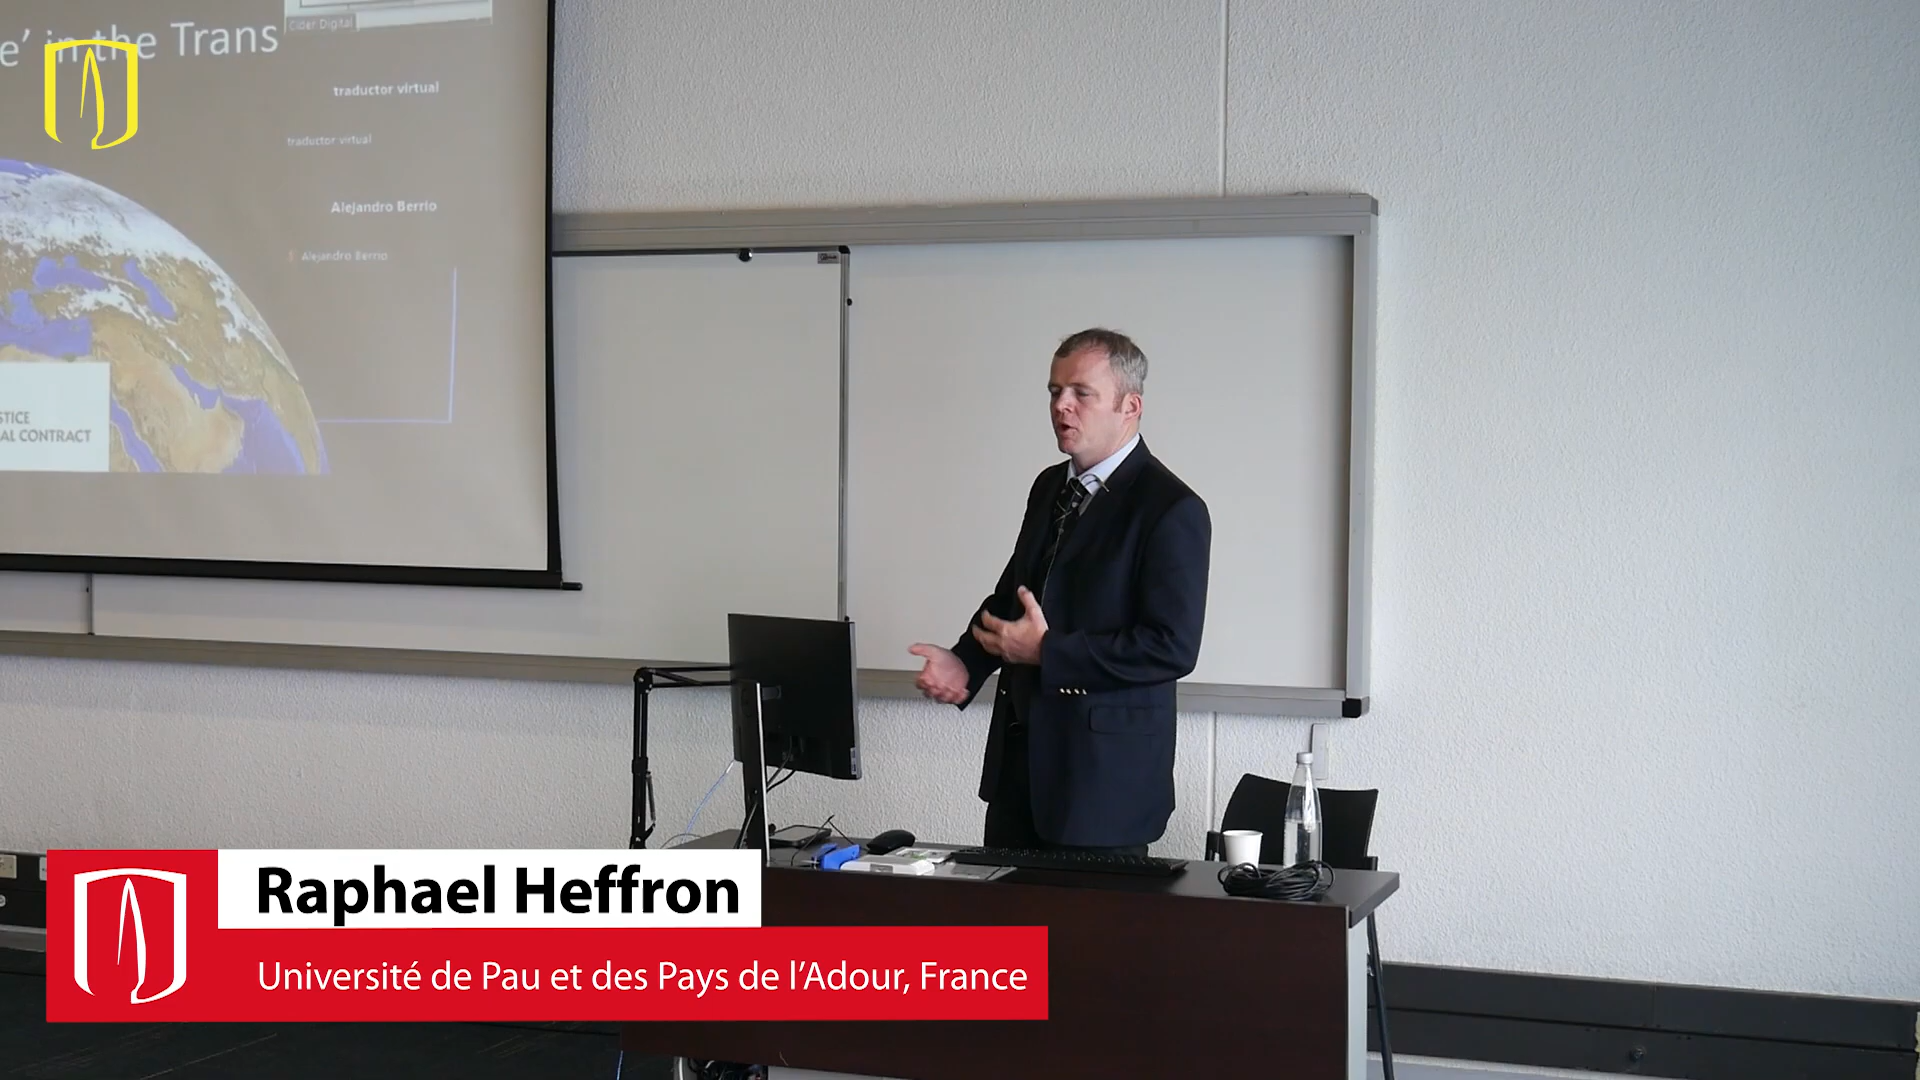 e’ in the Trans
Cider Digital
traductor virtual
traductor virtual
Alejandro Berrio
Alejandro Berrio
STICE
AL CONTRACT
Raphael Heffron
Université de Pau et des Pays de l’Adour, France